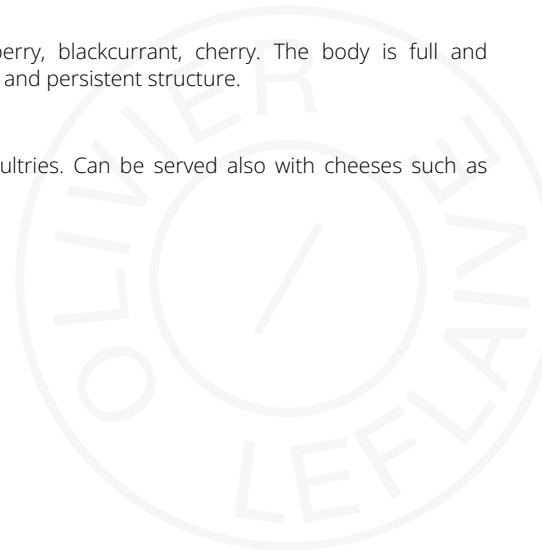 berry, blackcurrant, cherry. The body is full and
and persistent structure.
ultries. Can be served also with cheeses such as
OLIVIER
LEFLAIVE